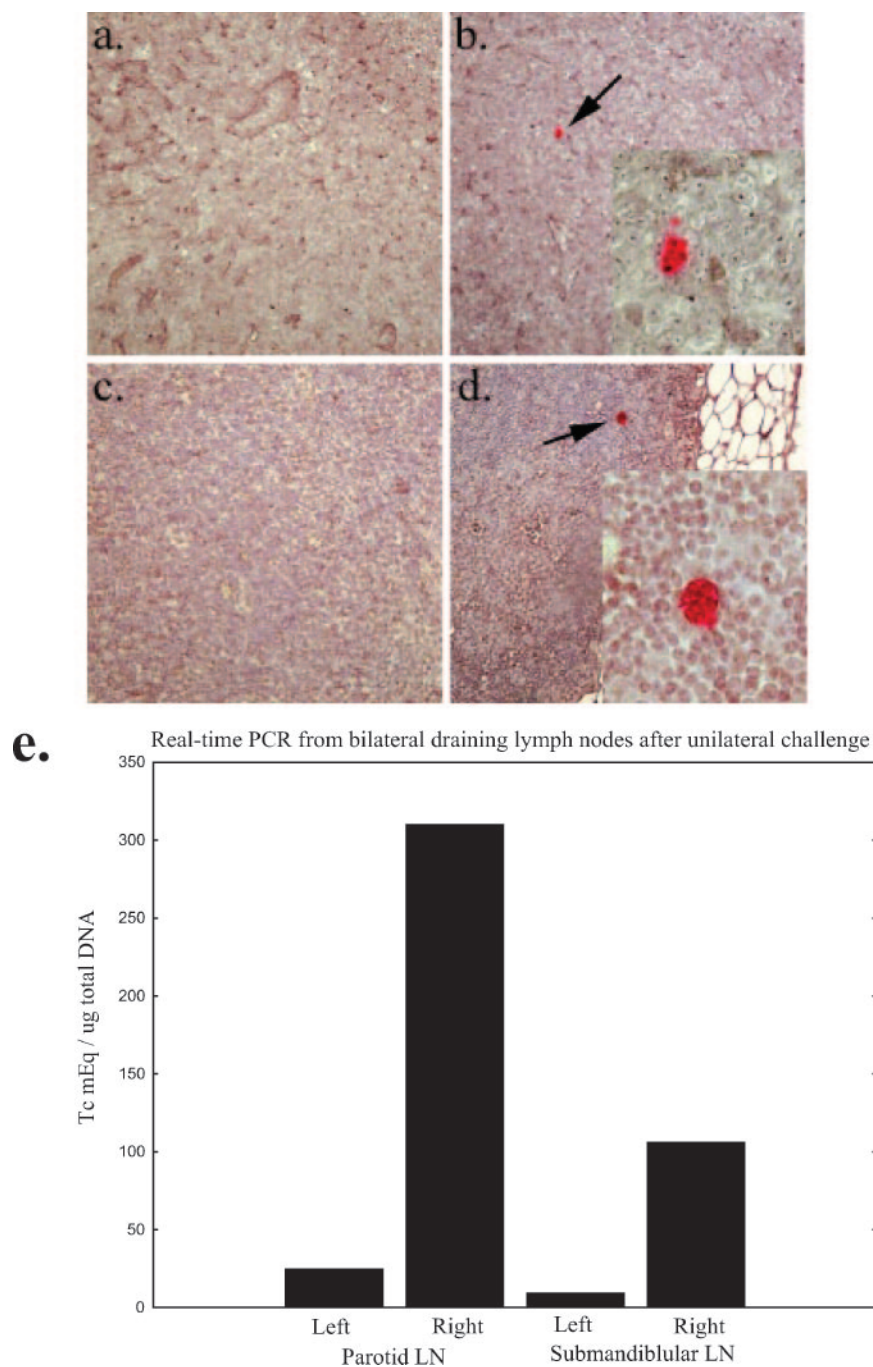 a.
b.
c.
d.
e.
Real-time PCR from bilateral draining lymph nodes after unilateral challenge
Tc mEq / ug total DNA
350
300
250
200
150
100
50
0
Left
Right
Left
Right
Parotid LN
Submandiblular LN